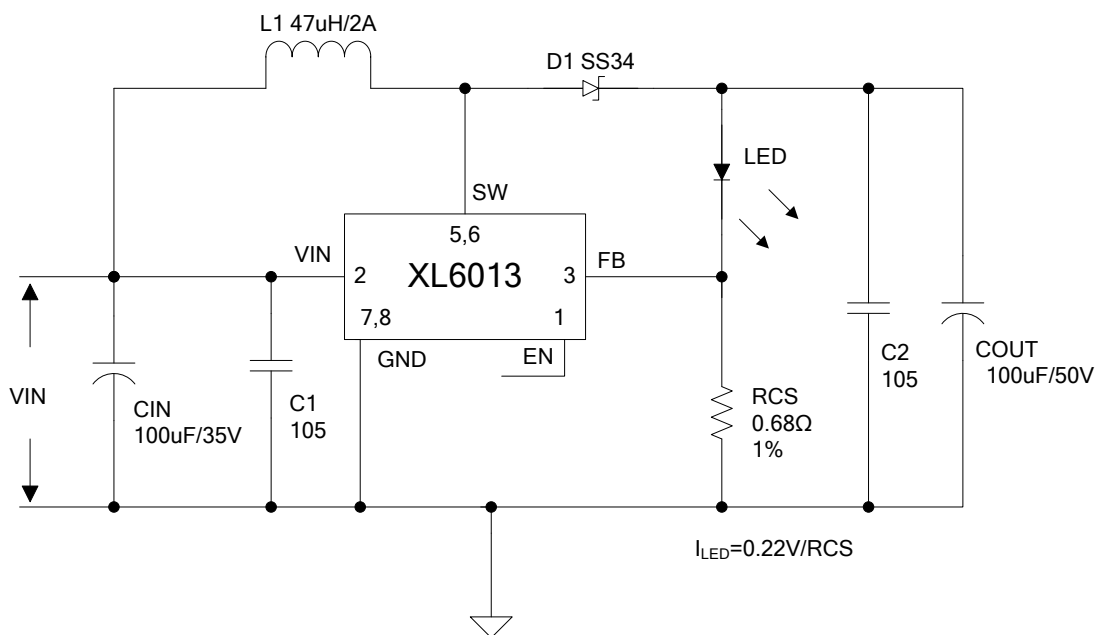 L1 47uH/2A
D1 SS34
LED
SW
5,6
VIN
2
XL6013
3
FB
7,8
1
GND
EN
VIN
CIN
100uF/35V
C1
105
RCS
0.68Ω
1%
C2
105
COUT
100uF/50V
ILED=0.22V/RCS